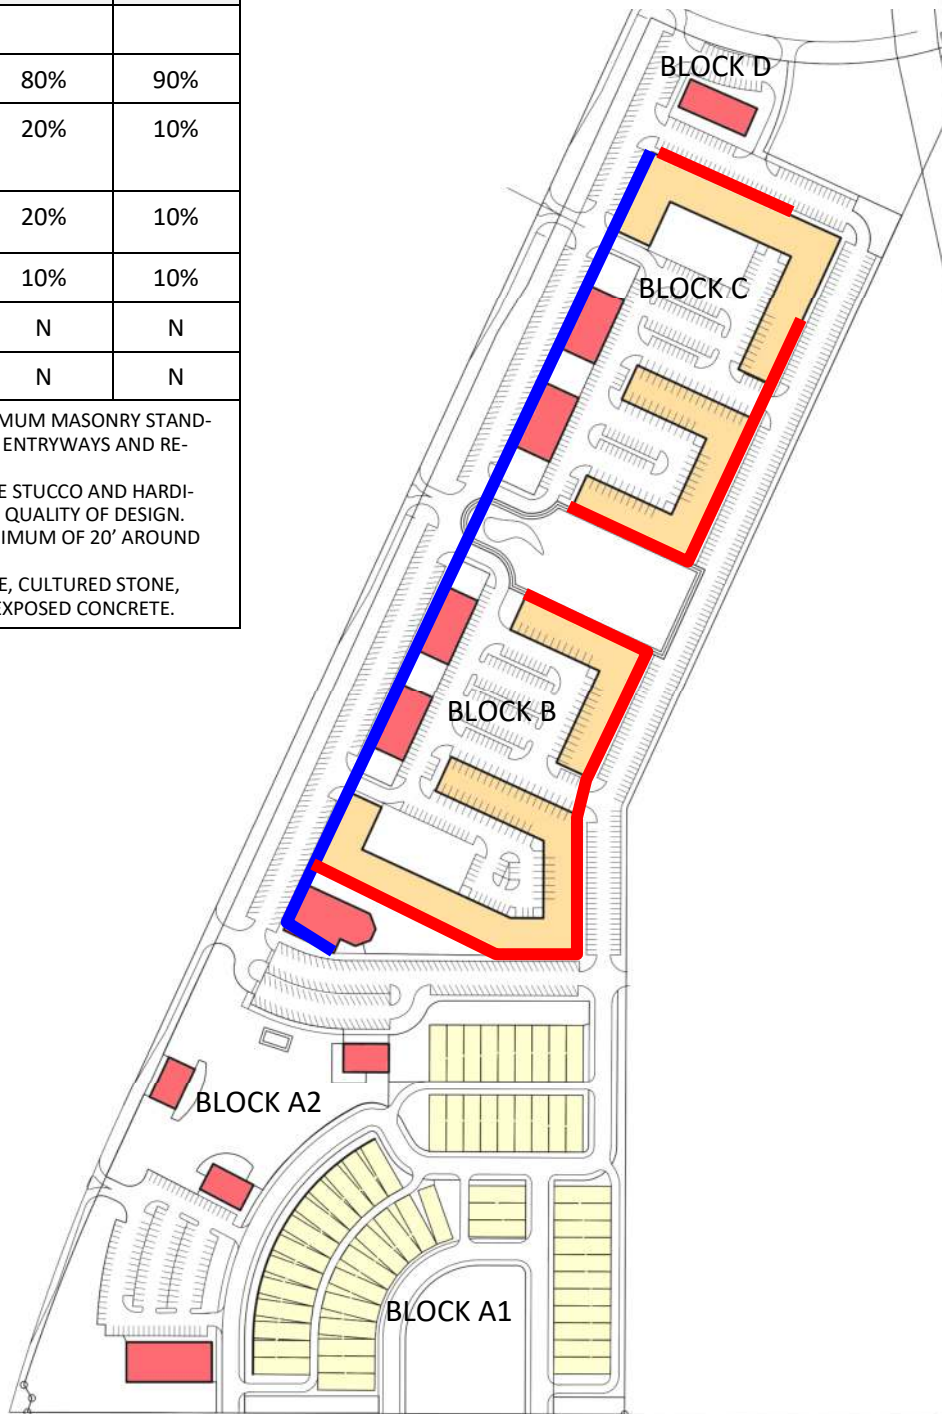 80% 90%
20% 10%
20% 10%
10% 10%
N N
N N
MUM MASONRY STAND-
ENTRYWAYS AND RE-
E STUCCO AND HARDI-
QUALITY OF DESIGN.
IMUM OF 20’ AROUND
E, CULTURED STONE,
EXPOSED CONCRETE.
BLOCK D
BLOCK C
BLOCK B
BLOCK A2
BLOCK A1